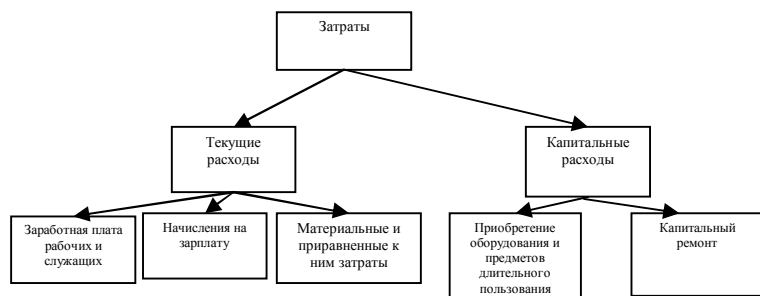 Затраты
Текущие
расходы
Капитальные
расходы
Заработная плата
рабочих и
служащих
Начисления на
зарплату
Материальные и
приравненные к
ним затраты
Приобретение
оборудования и
предметов
длительного
пользования
Капитальный
ремонт